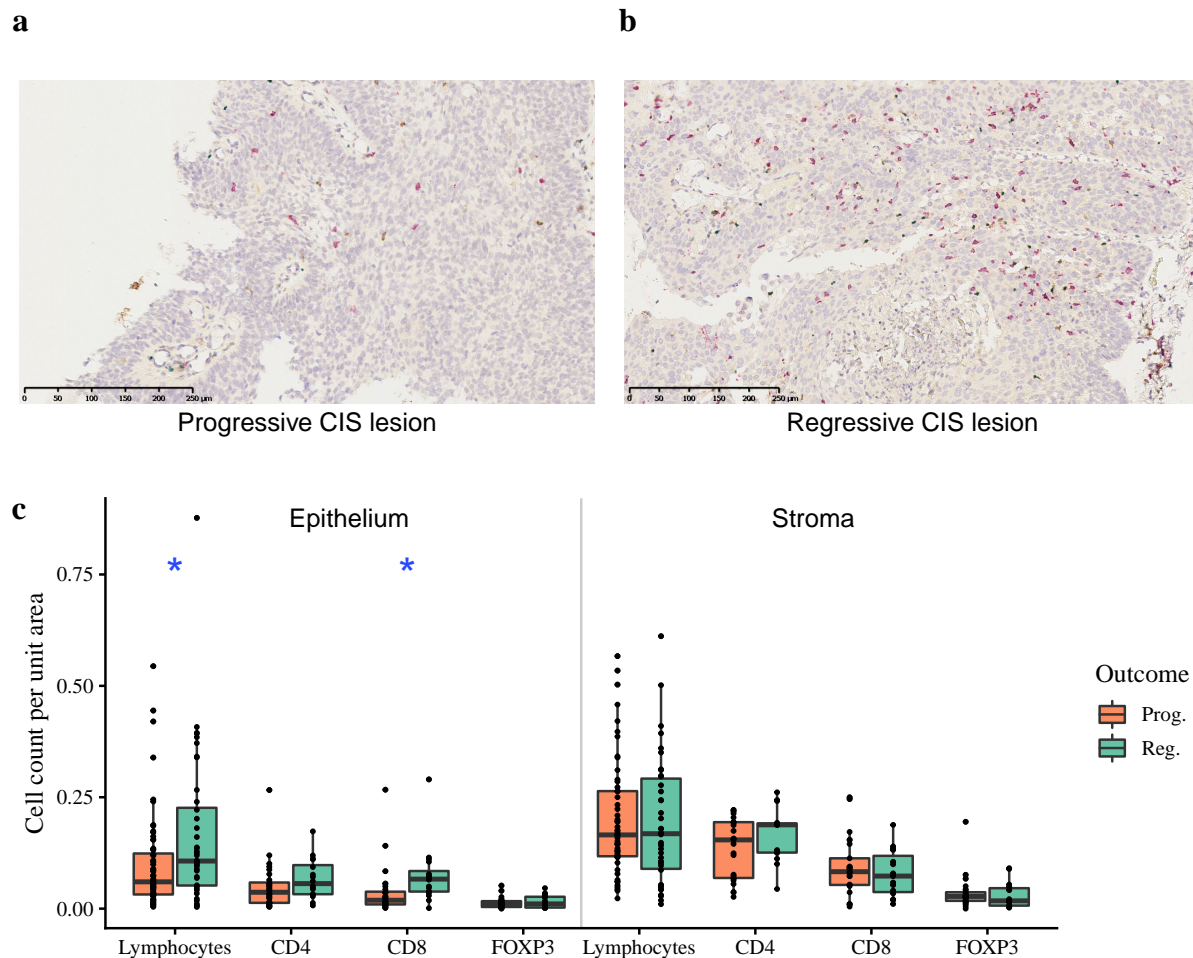 a
b
0 50 100 150 200 250 µm
0 50 100 150 200 250 µm
Progressive CIS lesion
Regressive CIS lesion
c
Epithelium
Stroma
*
*
Cell count per unit area
0.75
0.50
0.25
0.00
Lymphocytes CD4 CD8 FOXP3 Lymphocytes CD4 CD8 FOXP3
Outcome
Prog.
Reg.